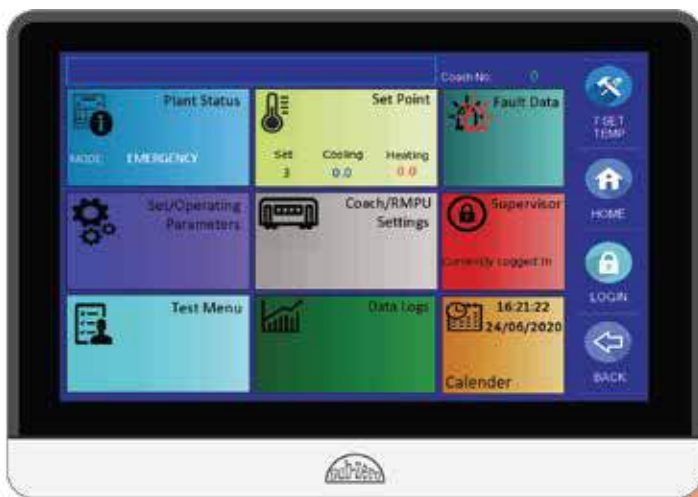 Coach No: 0
Plant Status
MODE: EMERGENCY
Set Point
Set Cooling Heating
3 0.0 0.0
Fault Data
7 SET
TEMP
Set/Operating
Parameters
Coach/RMPU
Settings
Supervisor
Currently Logged In
HOME
Test Menu
Data Logs
16:21:22
24/06/2020
Calender
LOGIN
BACK